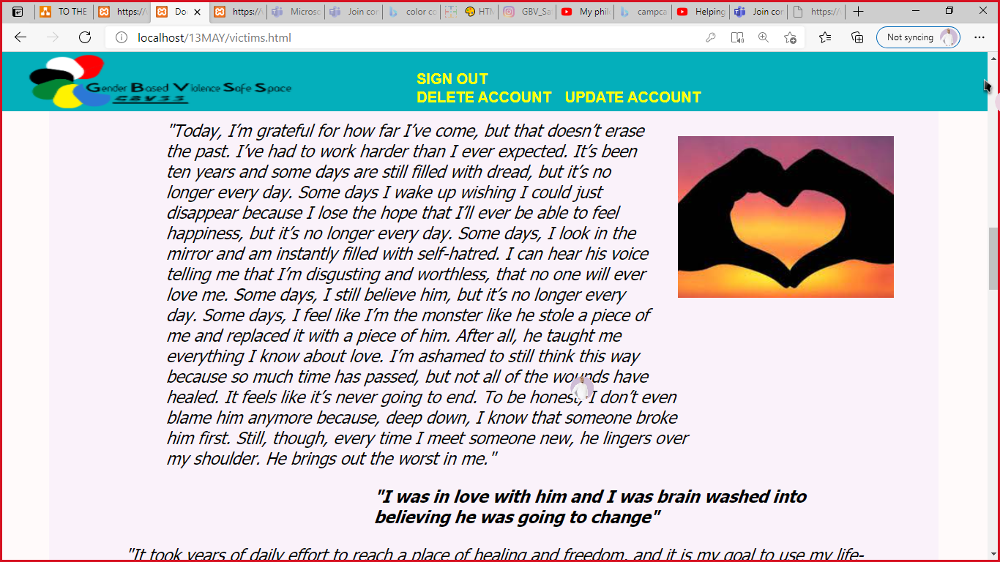 TO THE
https://
Do
https://
Microsc
Join cor
color cc
HTM
GBV_Sa
My phil
campca
Helping
Join cor
https://
localhost/13MAY/victims.html
Not syncing
Gender Based Violence Safe Space
GBVSS
SIGN OUT
DELETE ACCOUNT UPDATE ACCOUNT
"Today, I’m grateful for how far I’ve come, but that doesn’t erase
the past. I’ve had to work harder than I ever expected. It’s been
ten years and some days are still filled with dread, but it’s no
longer every day. Some days I wake up wishing I could just
disappear because I lose the hope that I’ll ever be able to feel
happiness, but it’s no longer every day. Some days, I look in the
mirror and am instantly filled with self-hatred. I can hear his voice
telling me that I’m disgusting and worthless, that no one will ever
love me. Some days, I still believe him, but it’s no longer every
day. Some days, I feel like I’m the monster like he stole a piece of
me and replaced it with a piece of him. After all, he taught me
everything I know about love. I’m ashamed to still think this way
because so much time has passed, but not all of the wounds have
healed. It feels like it’s never going to end. To be honest, I don’t even
blame him anymore because, deep down, I know that someone broke
him first. Still, though, every time I meet someone new, he lingers over
my shoulder. He brings out the worst in me."
"I was in love with him and I was brain washed into
believing he was going to change"
"It took years of daily effort to reach a place of healing and freedom, and it is my goal to use my life-